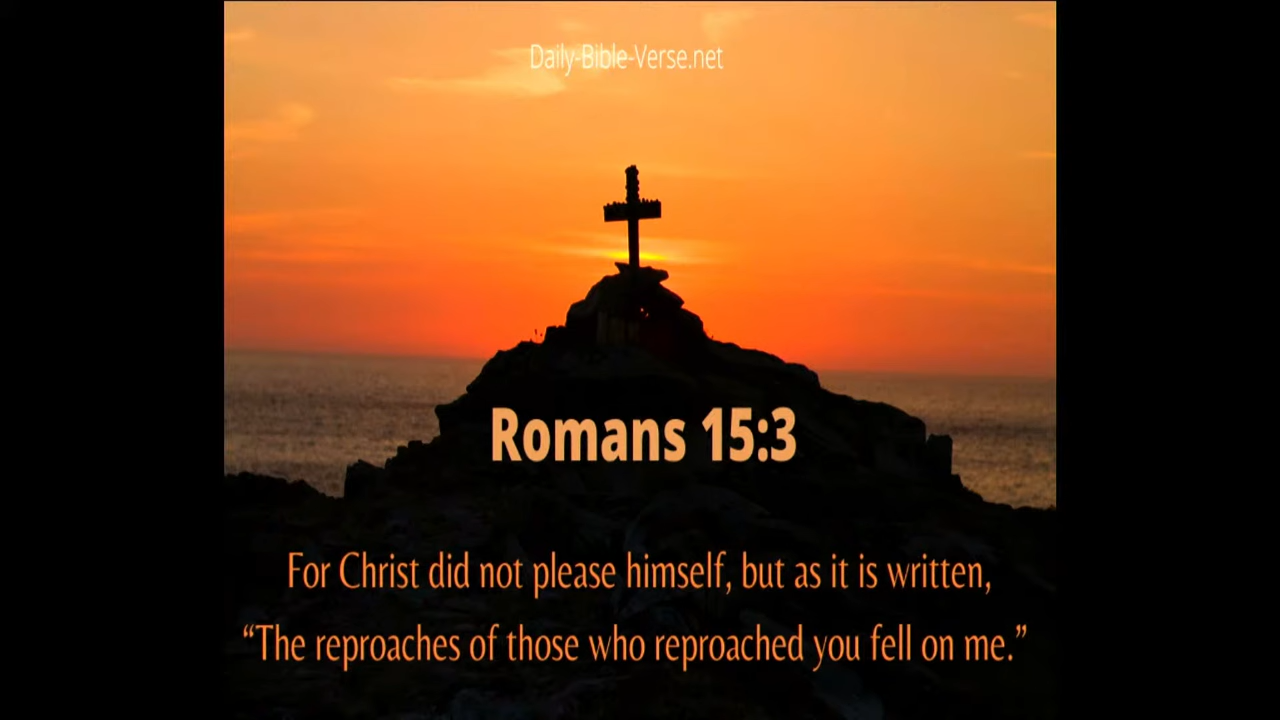 Daily-Bible-Verse.net
Romans 15:3
For Christ did not please himself, but as it is written,
“The reproaches of those who reproached you fell on me.”